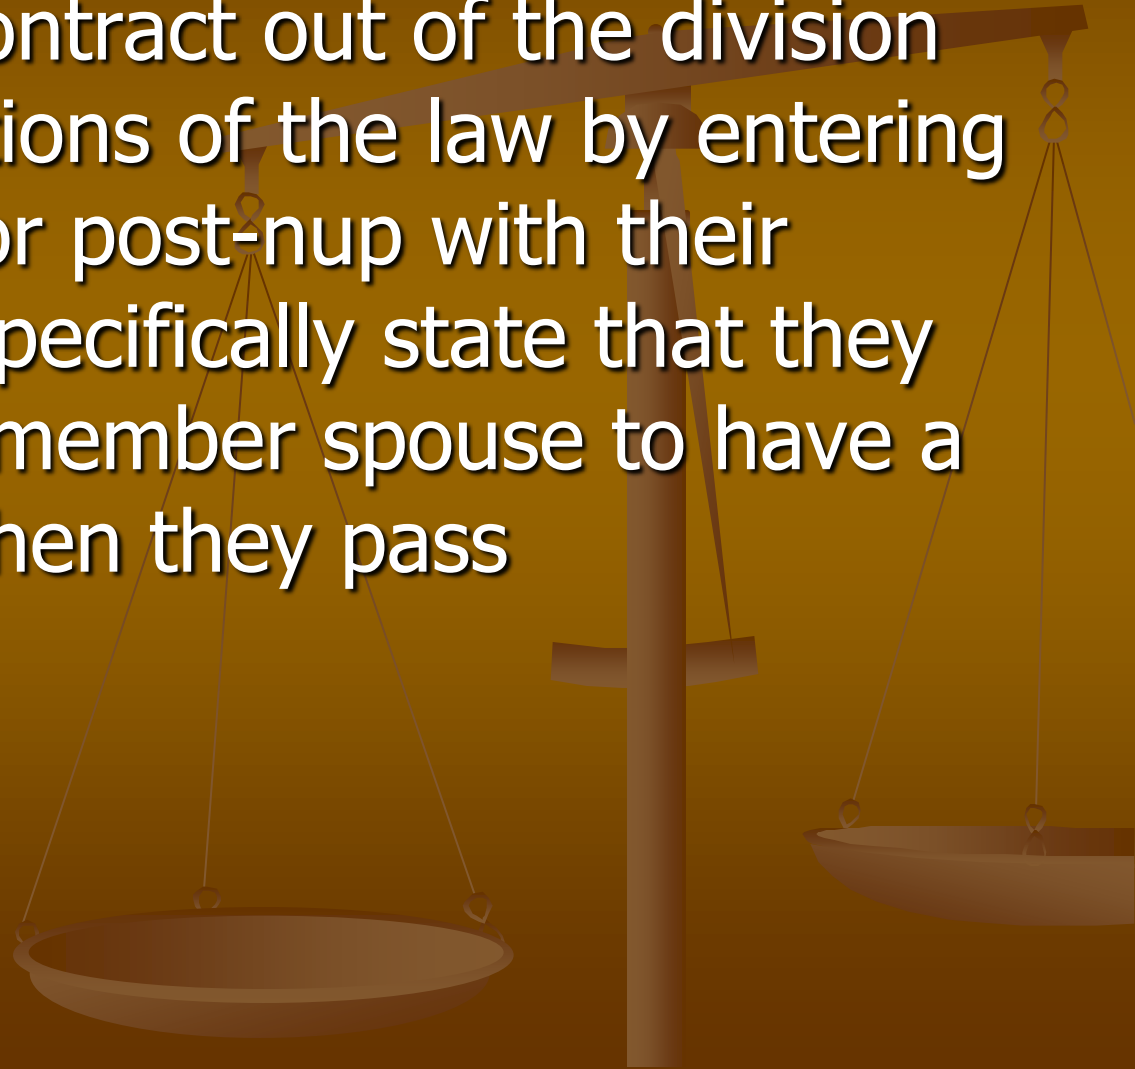 ontract out of the division
ions of the law by entering
or post-nup with their
pecifically state that they
member spouse to have a
hen they pass